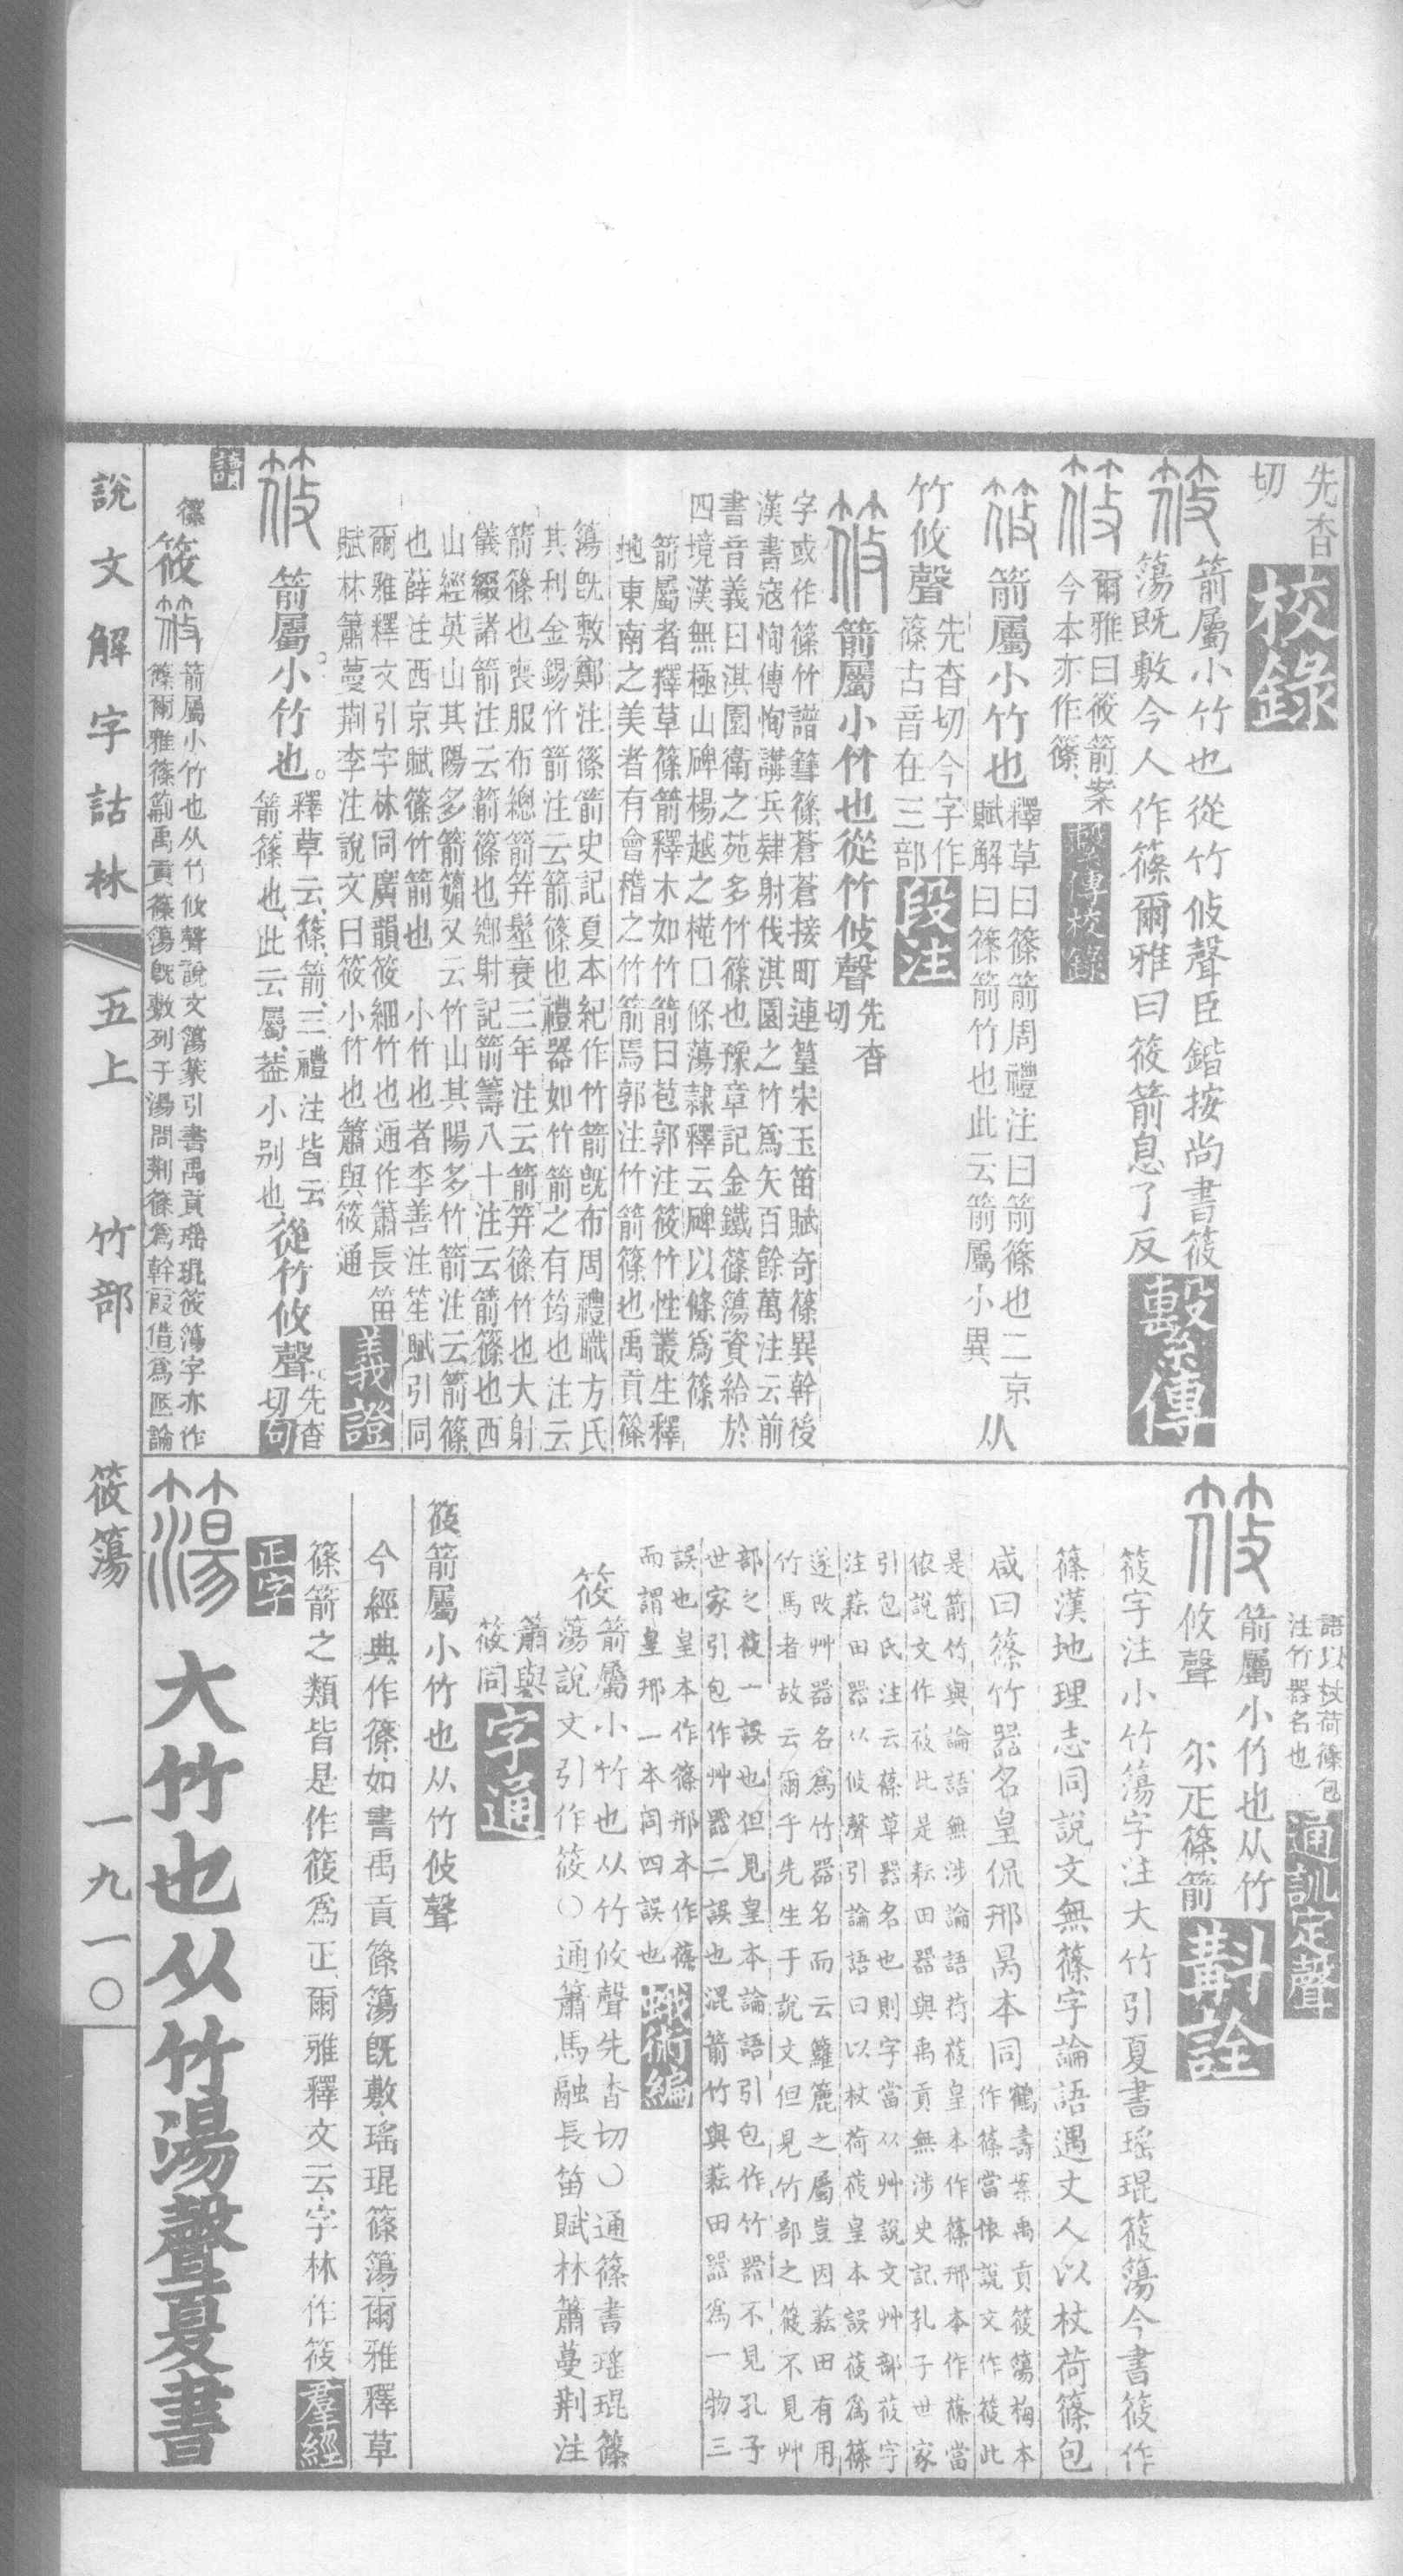 先杳
切
校錄
筱
箭屬小竹也從竹攸聲臣鍇按尚書筱
簜既敷今人作篠爾雅曰筱箭息了反
繫傳
筱
爾雅曰筱箭案
今本亦作篠
繫傳校錄
筱
箭屬小竹也
釋草曰篠箭周禮注曰箭篠也二京
賦解曰篠箭竹也此云箭屬小異
从
竹攸聲
先杳切今字作
篠古音在三部
段注
筱
箭屬小竹也從竹攸聲
先杳
切
字或作篠竹譜簳篠蒼蒼接町連篁宋玉笛賦奇篠異幹後
漢書寇恂傳恂講兵肄射伐淇園之竹爲矢百餘萬注云前
書音義曰淇園衛之苑多竹篠也豫章記金鐵篠簜資給於
四境漢無極山碑楊越之㮰囗條蕩隸釋云碑以條爲篠
箭屬者釋草篠箭釋木如竹箭曰苞郭注筱竹性叢生釋
地東南之美者有會稽之竹箭焉郭注竹箭篠也禹貢篠
簜既敷鄭注篠箭史記夏本紀作竹箭既布周禮職方氏
其利金錫竹箭注云箭篠也禮器如竹箭之有筠也注云
箭篠也喪服布總箭笄髽衰三年注云箭笄篠竹也大射
儀綴諸箭注云箭篠也鄉射記箭籌八十注云箭篠也西
山經英山其陽多箭䉋又云竹山其陽多竹箭注云箭篠
也薛注西京賦篠竹箭也　小竹也者李善注笙賦引同
爾雅釋文引字林同廣韻筱細竹也通作簫長笛
賦林簫蔓荆李注說文曰筱小竹也簫與筱通
義證
筱
箭屬。小竹也。
釋草云、篠、箭、三禮注皆云
箭、篠也、此云屬、葢小别也、
從竹攸聲。
先杳
切
句
讀
篠
筱
筱
箭屬小竹也从竹攸聲說文簜篆引書禹貢瑤琨筱簜字亦作
篠爾雅篠箭禹貢篠簜既敷列子湯問荆篠爲幹叚借爲匧論
語以杖荷篠包
注竹器名也
通訓定聲
筱
箭屬小竹也从竹
攸聲　尔疋篠箭
斠詮
筱字注小竹簜字注大竹引夏書瑤琨筱簜今書筱作
篠漢地理志同說文無篠字論語遇丈人以杖荷篠包
咸曰篠竹器名皇侃邢昺本同
鶴壽案禹貢筱簜梅本
作篠當依說文作筱此
是箭竹與論語無涉論語荷莜皇本作篠邢本作蓧當
依說文作莜此是耘田器與禹貢無涉史記孔子世家
引包氏注云蓧草器名也則字當从艸說文艸部莜字
注䔐田器以攸聲引論語曰以杖荷莜皇本誤莜爲篠
遂改艸器名爲竹器名而云籮簏之屬豈因䔐田有用
竹馬者故云爾乎先生于說文但見竹部之筱不見艸
部之莜一誤也但見皇本論語引包作竹器不見孔子
世家引包作艸器二誤也混箭竹與䔐田器爲一物三
誤也皇本作篠邢本作蓧
而謂皇邢一本同四誤也
蛾術編
筱
箭屬小竹也从竹攸聲先杳切〇通篠書瑤琨篠
簜說文引作筱〇通簫馬融長笛賦林簫蔓荆注
簫與
筱同
字通
筱箭屬小竹也从竹攸聲
今經典作篠、如書禹貢篠簜既敷、瑤琨篠簜、爾雅釋草
篠箭之類皆是作筱爲正、爾雅釋文云、字林作筱
羣經
正字
簜
大竹也从竹湯聲夏書
說文解字詁林
五上　竹部　筱簜
一九一〇